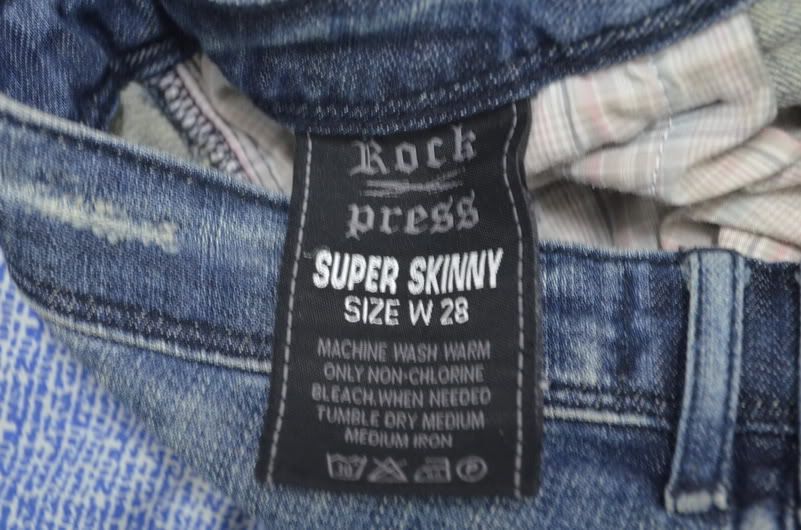 Rock
press
SUPER SKINNY
SIZE W 28
MACHINE WASH WARM
ONLY NON-CHLORINE
BLEACH.WHEN NEEDED
TUMBLE DRY MEDIUM
MEDIUM IRON
P